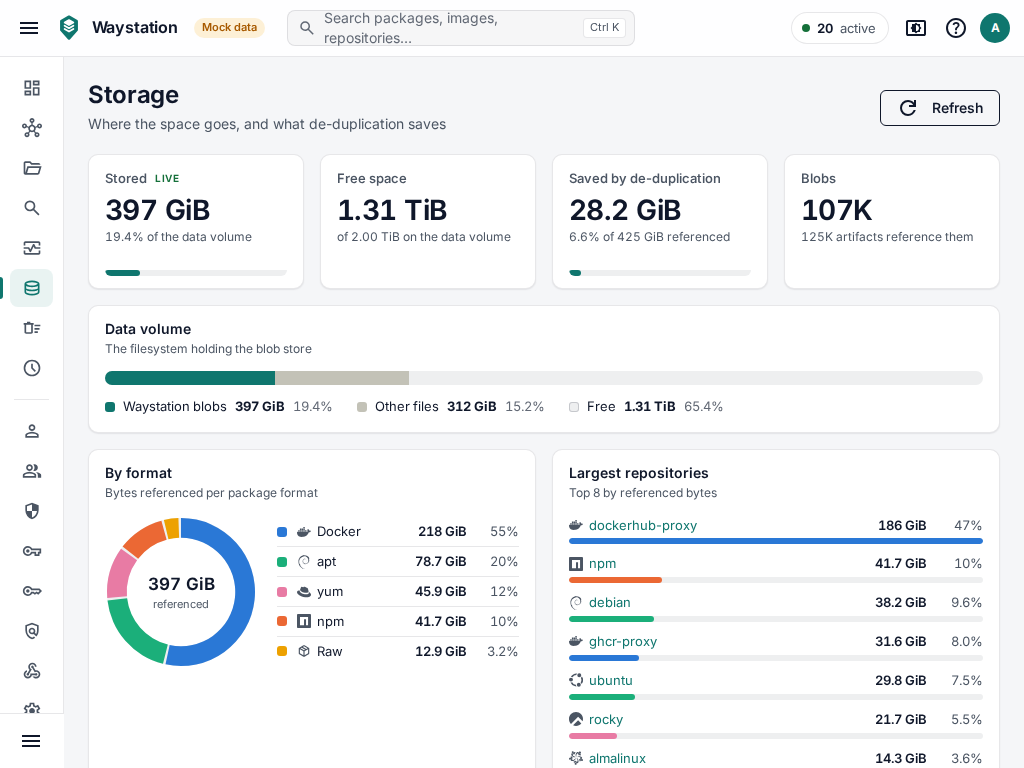 Waystation
Mock data
Search packages, images,
repositories...
Ctrl K
20 active
A
Storage
Where the space goes, and what de-duplication saves
Refresh
Stored LIVE
397 GiB
19.4% of the data volume
Free space
1.31 TiB
of 2.00 TiB on the data volume
Saved by de-duplication
28.2 GiB
6.6% of 425 GiB referenced
Blobs
107K
125K artifacts reference them
Data volume
The filesystem holding the blob store
Waystation blobs 397 GiB 19.4%
Other files 312 GiB 15.2%
Free 1.31 TiB 65.4%
By format
Bytes referenced per package format
397 GiB
referenced
Docker 218 GiB 55%
apt 78.7 GiB 20%
yum 45.9 GiB 12%
npm 41.7 GiB 10%
Raw 12.9 GiB 3.2%
Largest repositories
Top 8 by referenced bytes
dockerhub-proxy 186 GiB 47%
npm 41.7 GiB 10%
debian 38.2 GiB 9.6%
ghcr-proxy 31.6 GiB 8.0%
ubuntu 29.8 GiB 7.5%
rocky 21.7 GiB 5.5%
almalinux 14.3 GiB 3.6%